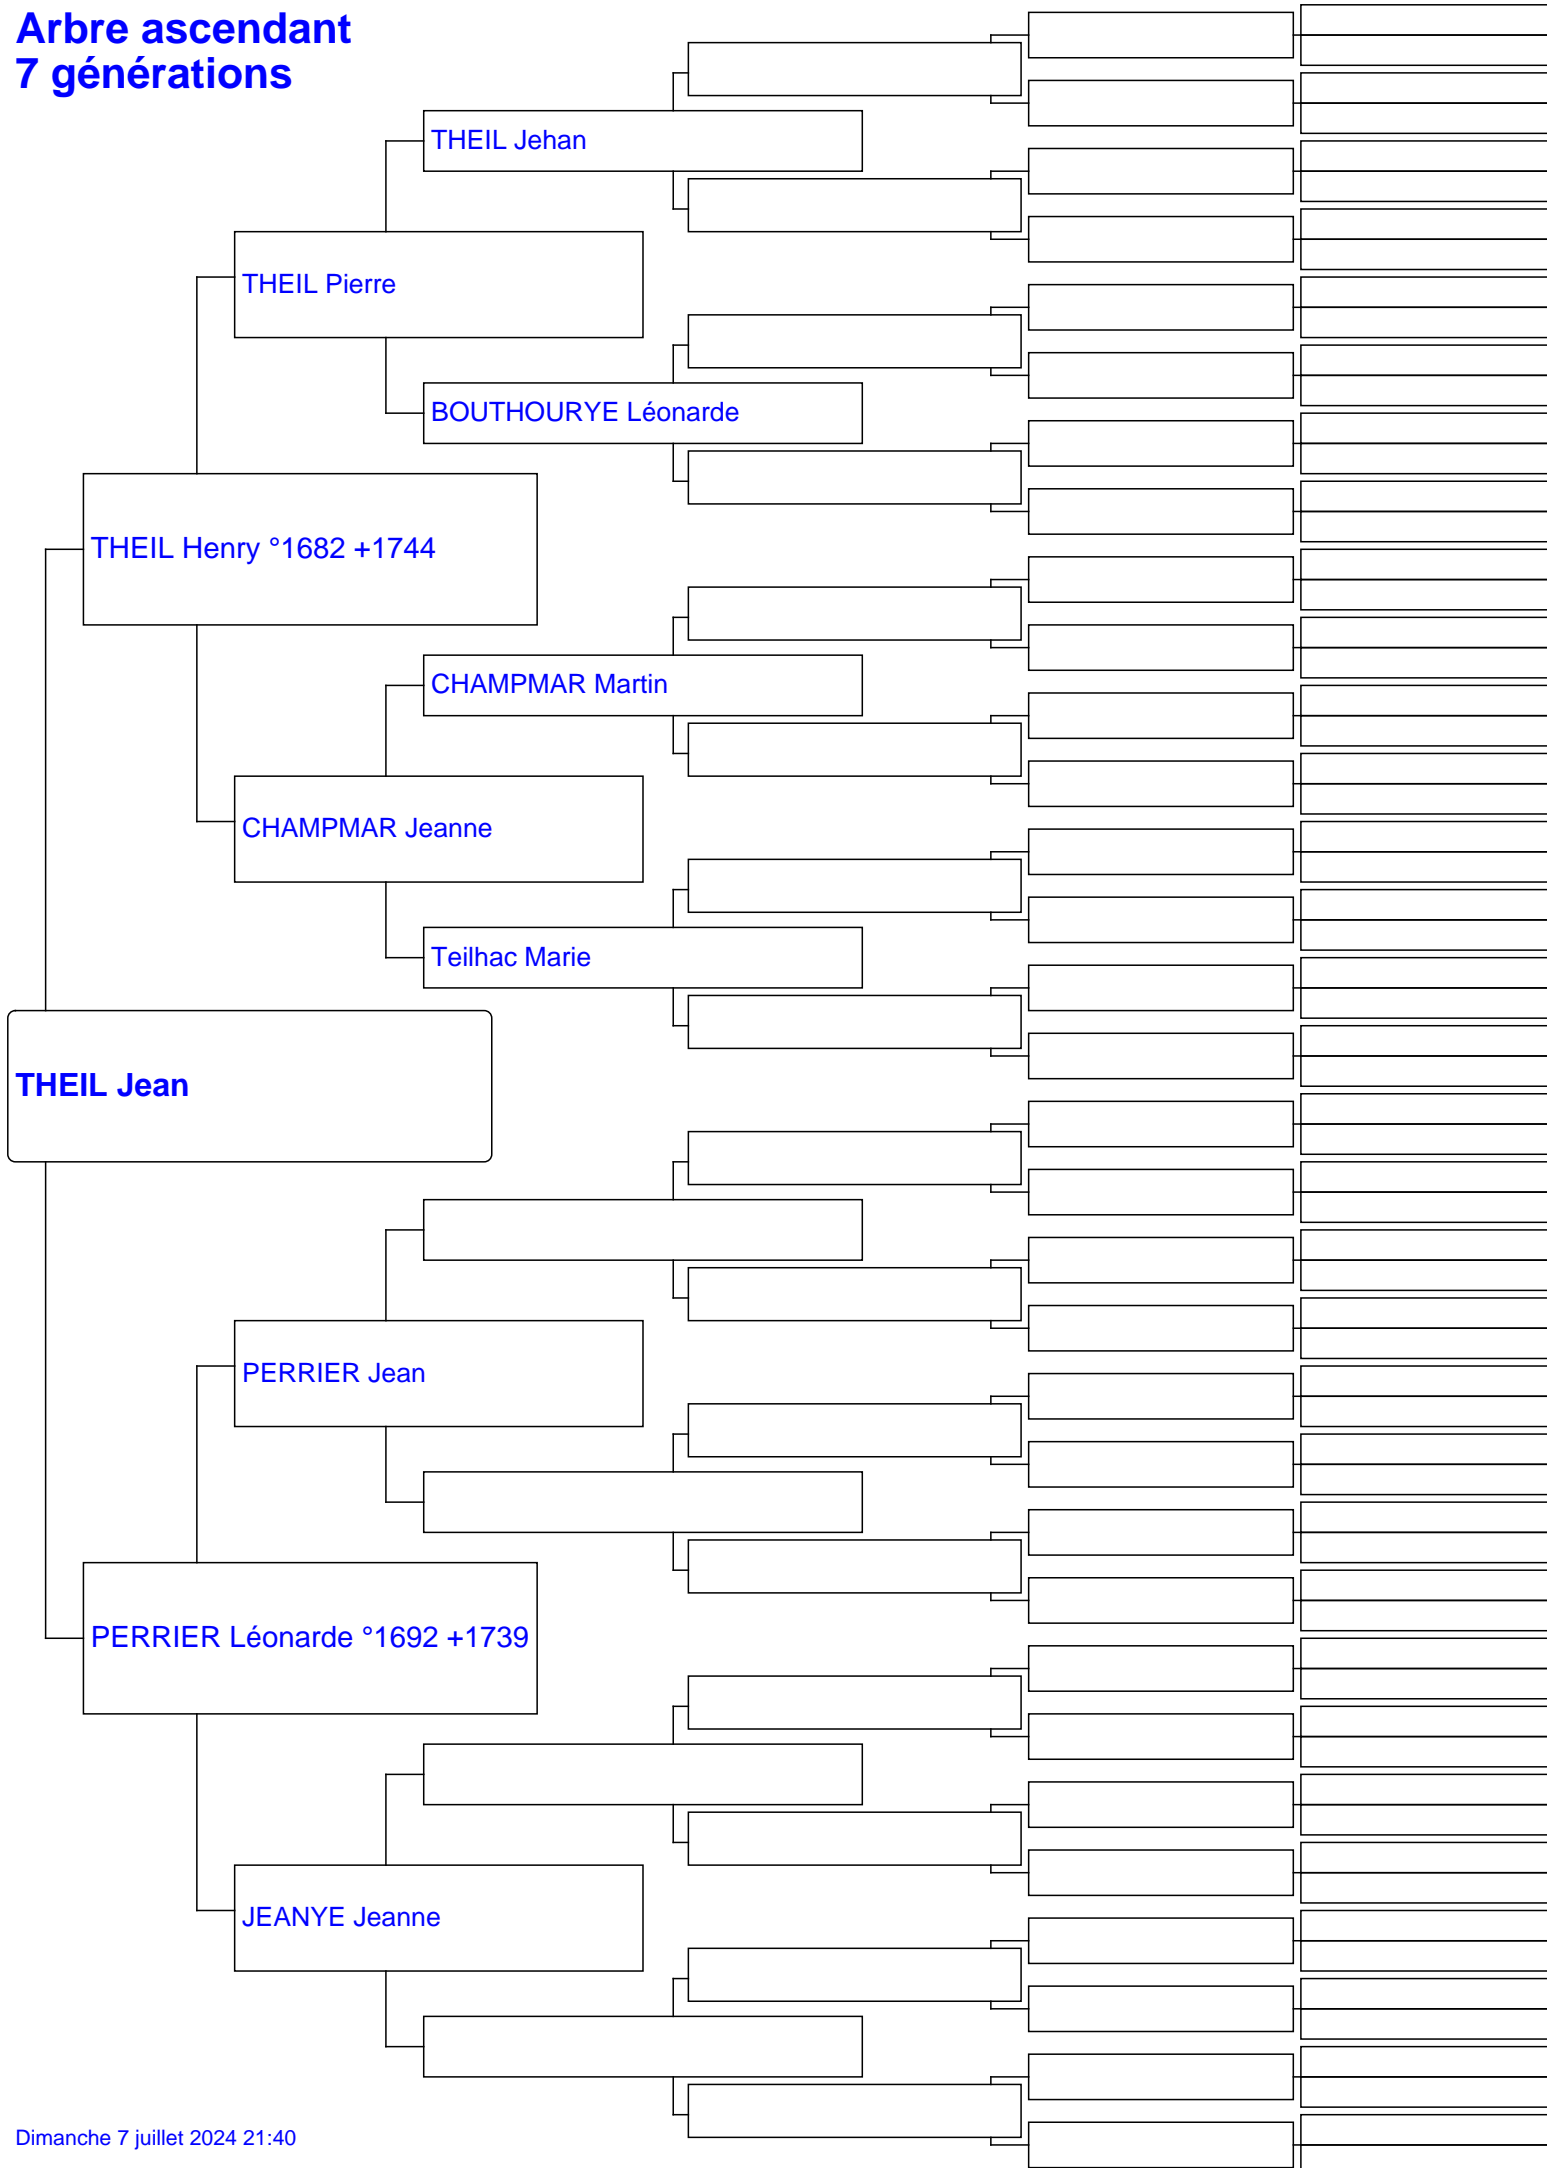 Arbre ascendant
7 générations
THEIL Jehan
THEIL Pierre
BOUTHOURYE Léonarde
THEIL Henry °1682 +1744
CHAMPMAR Martin
CHAMPMAR Jeanne
Teilhac Marie
THEIL Jean
PERRIER Jean
PERRIER Léonarde °1692 +1739
JEANYE Jeanne
Dimanche 7 juillet 2024 21:40